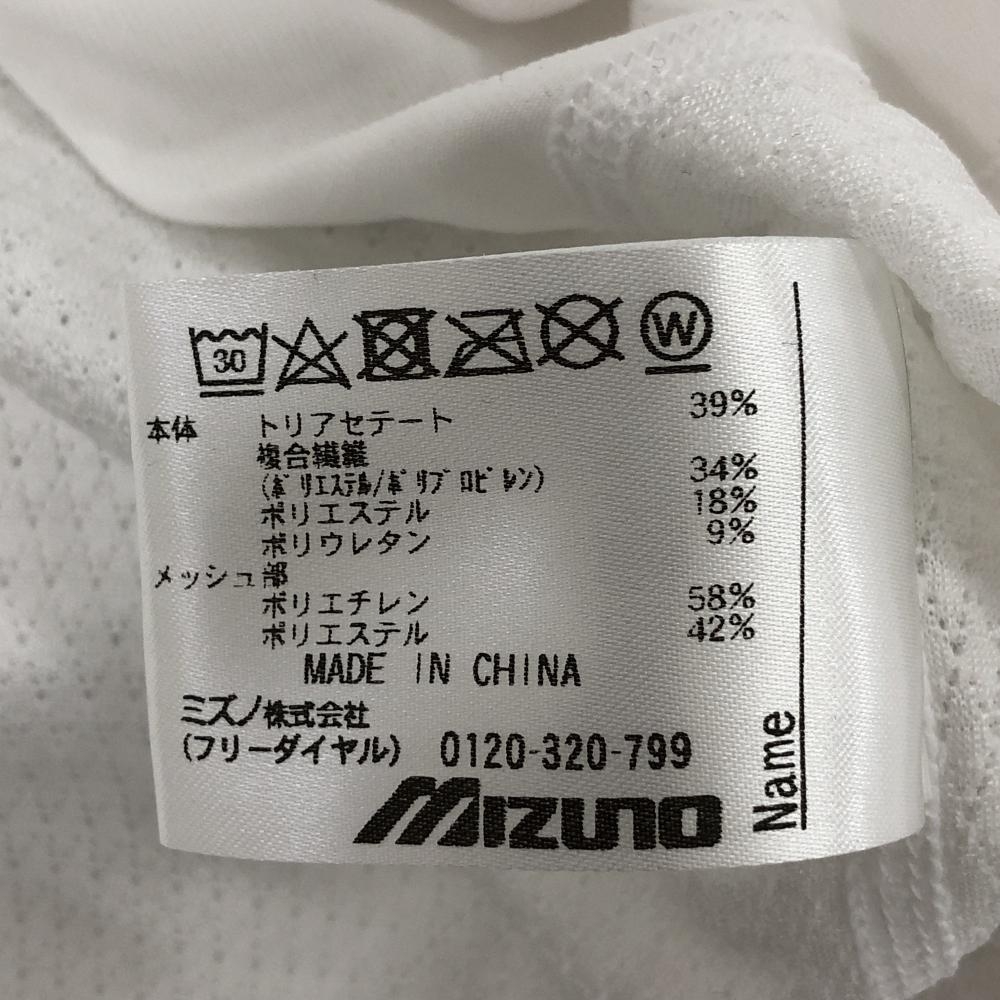 30 W
本体 トリアセテート 39%
複合繊維 34%
(ポリエステル/ポリプロピレン)
ポリエステル 18%
ポリウレタン 9%
メッシュ部
ポリエチレン 58%
ポリエステル 42%
MADE IN CHINA
ミズノ株式会社
(フリーダイヤル) 0120-320-799
MIZUNO
Name